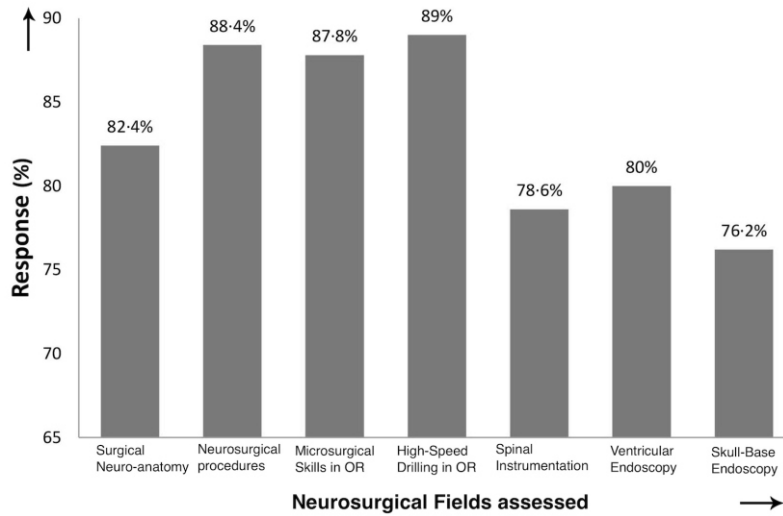 90
85
80
75
70
65
Response (%)
82·4%
88·4%
87·8%
89%
78·6%
80%
76·2%
Surgical
Neuro-anatomy
Neurosurgical
procedures
Microsurgical
Skills in OR
High-Speed
Drilling in OR
Spinal
Instrumentation
Ventricular
Endoscopy
Skull-Base
Endoscopy
Neurosurgical Fields assessed